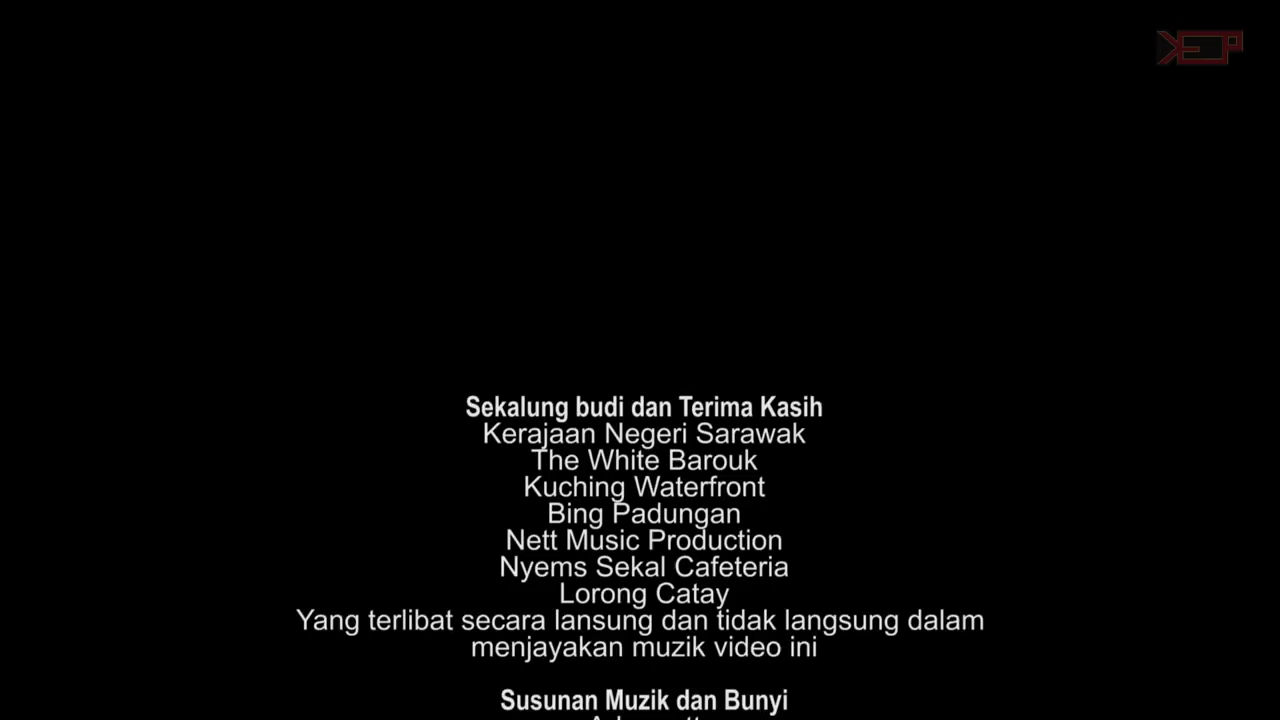 KEP
Sekalung budi dan Terima Kasih
Kerajaan Negeri Sarawak
The White Barouk
Kuching Waterfront
Bing Padungan
Nett Music Production
Nyems Sekal Cafeteria
Lorong Catay
Yang terlibat secara lansung dan tidak langsung dalam
menjayakan muzik video ini
Susunan Muzik dan Bunyi